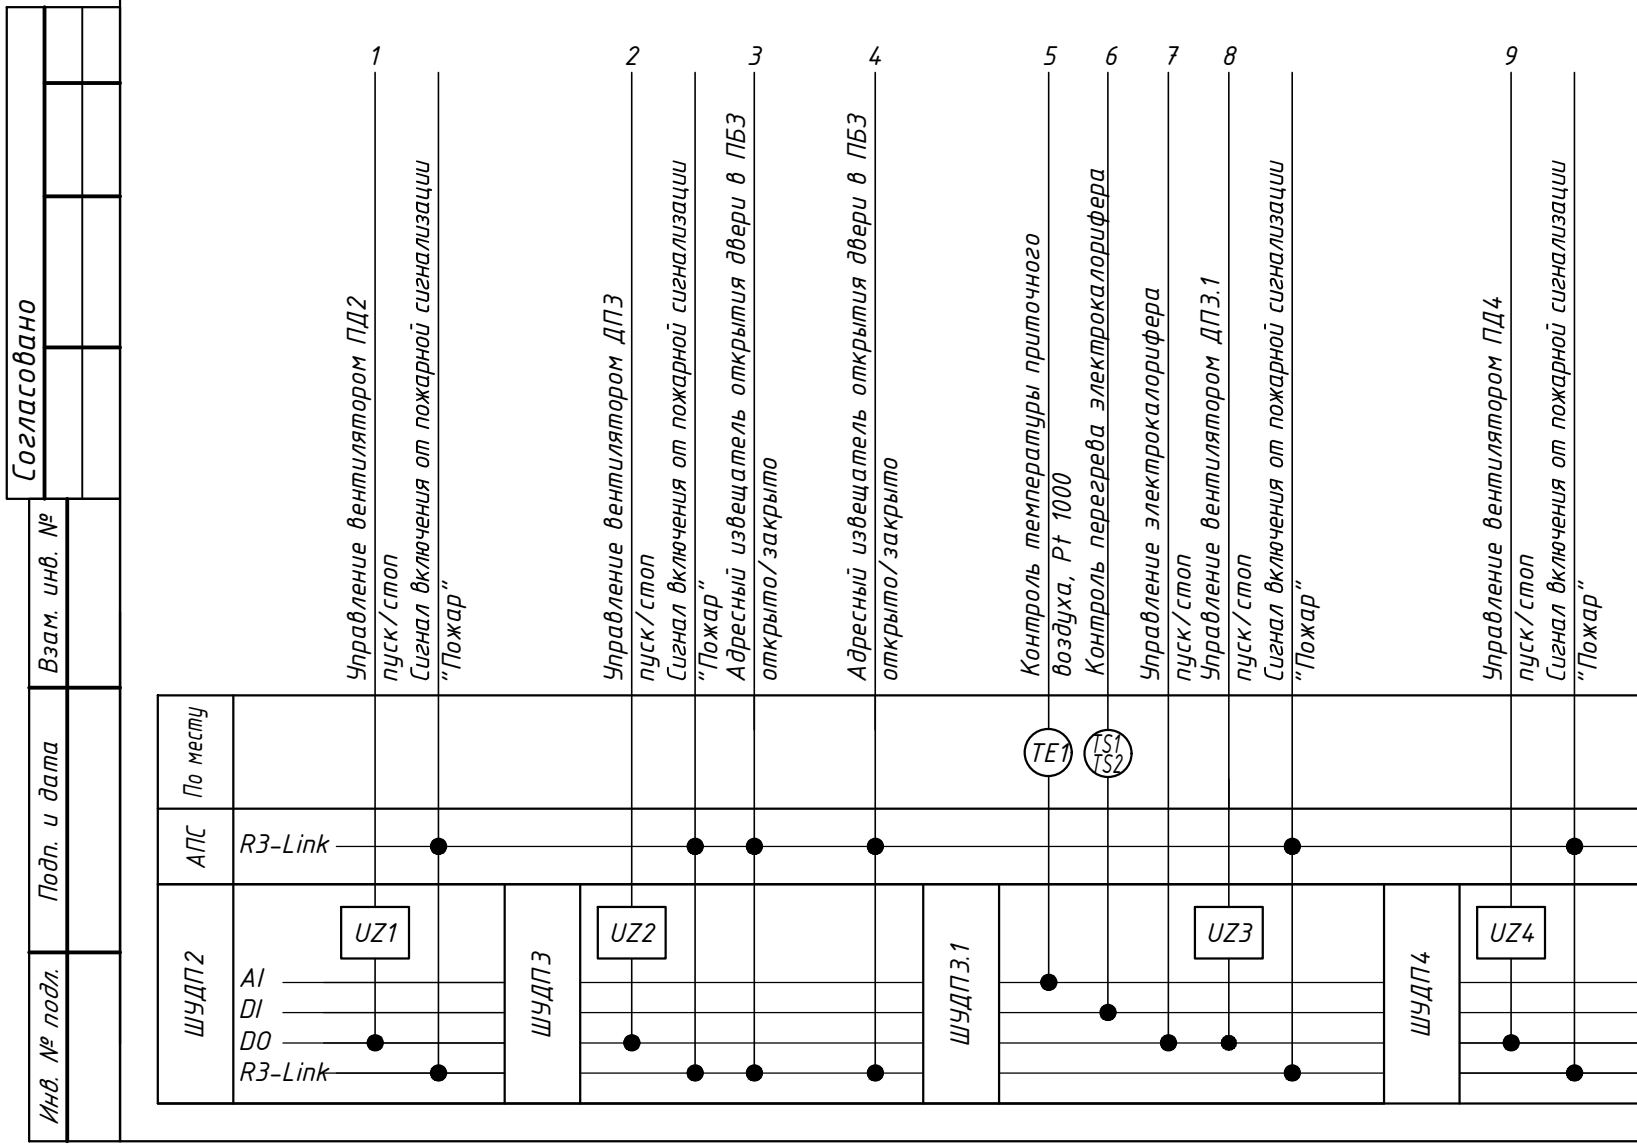 1
2
3
4
5
6
7
8
9
Управление вентилятором ПД2
пуск/стоп
Сигнал включения от пожарной сигнализации
"Пожар"
Управление вентилятором ДП3
пуск/стоп
Сигнал включения от пожарной сигнализации
"Пожар"
Адресный извещатель открытия двери в ПБЗ
открыто/закрыто
Адресный извещатель открытия двери в ПБЗ
открыто/закрыто
Контроль температуры приточного
воздуха, Pt 1000
Контроль перегрева электрокалорифера
Управление электрокалорифера
пуск/стоп
Управление вентилятором ДП3.1
пуск/стоп
Сигнал включения от пожарной сигнализации
"Пожар"
Управление вентилятором ПД4
пуск/стоп
Сигнал включения от пожарной сигнализации
"Пожар"
Согласовано
Взам. инв. №
Подп. и дата
Инв. № подл.
По месту
TE1
TS1
TS2
АПС
R3-Link
ШУДП2
UZ1
AI
DI
DO
R3-Link
ШУДП3
UZ2
ШУДП3.1
UZ3
ШУДП4
UZ4